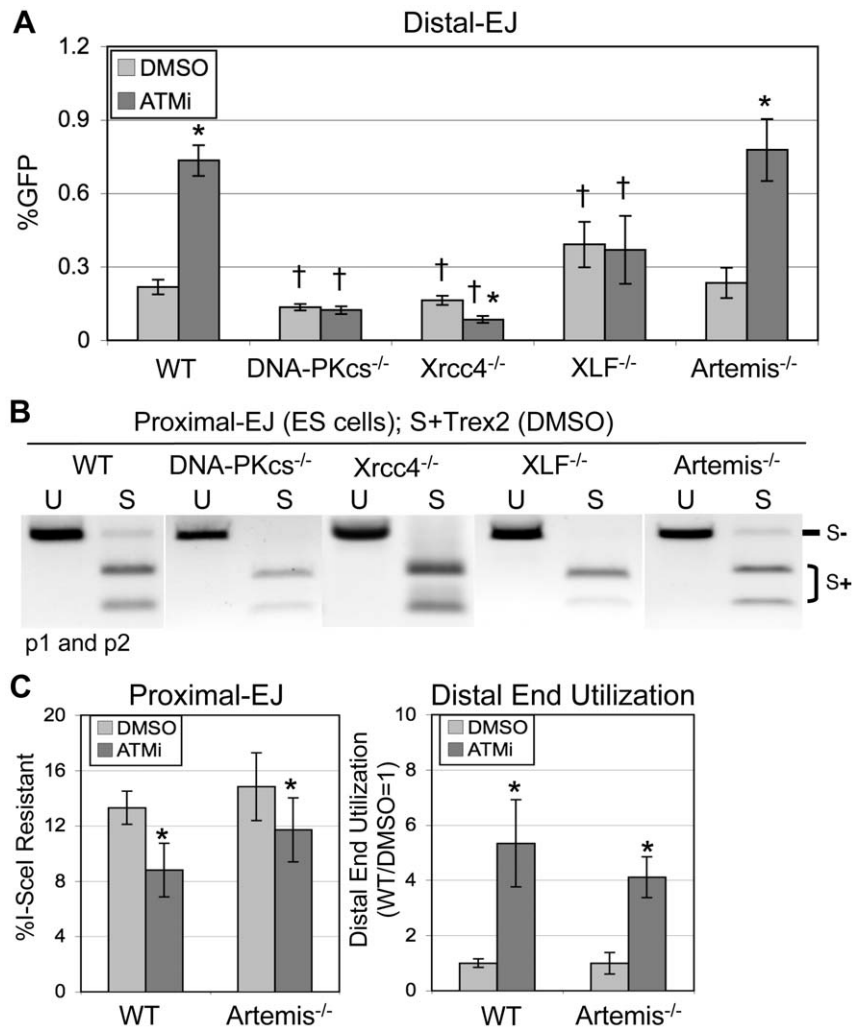 A
Distal-EJ
1.2
0.9
0.6
0.3
0
%GFP
DMSO
ATMi
*
†
†
†
† *
†
†
*
WT
DNA-PKcs-/-
Xrcc4-/-
XLF-/-
Artemis-/-
B
Proximal-EJ (ES cells); S+Trex2 (DMSO)
WT DNA-PKcs-/- Xrcc4-/- XLF-/- Artemis-/-
U S U S U S U S U S
S-
S+
p1 and p2
C
Proximal-EJ
20
16
12
8
4
0
%I-SceI Resistant
DMSO
ATMi
*
*
WT
Artemis-/-
Distal End Utilization
10
8
6
4
2
0
Distal End Utilization
(WT/DMSO=1)
DMSO
ATMi
*
*
WT
Artemis-/-